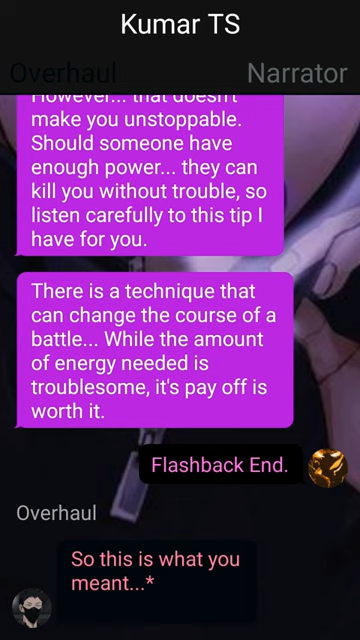 Kumar TS
Overhaul
Narrator
However... that doesn't
make you unstoppable.
Should someone have
enough power... they can
kill you without trouble, so
listen carefully to this tip I
have for you.
There is a technique that
can change the course of a
battle... While the amount
of energy needed is
troublesome, it's pay off is
worth it.
Flashback End.
Overhaul
So this is what you
meant...*